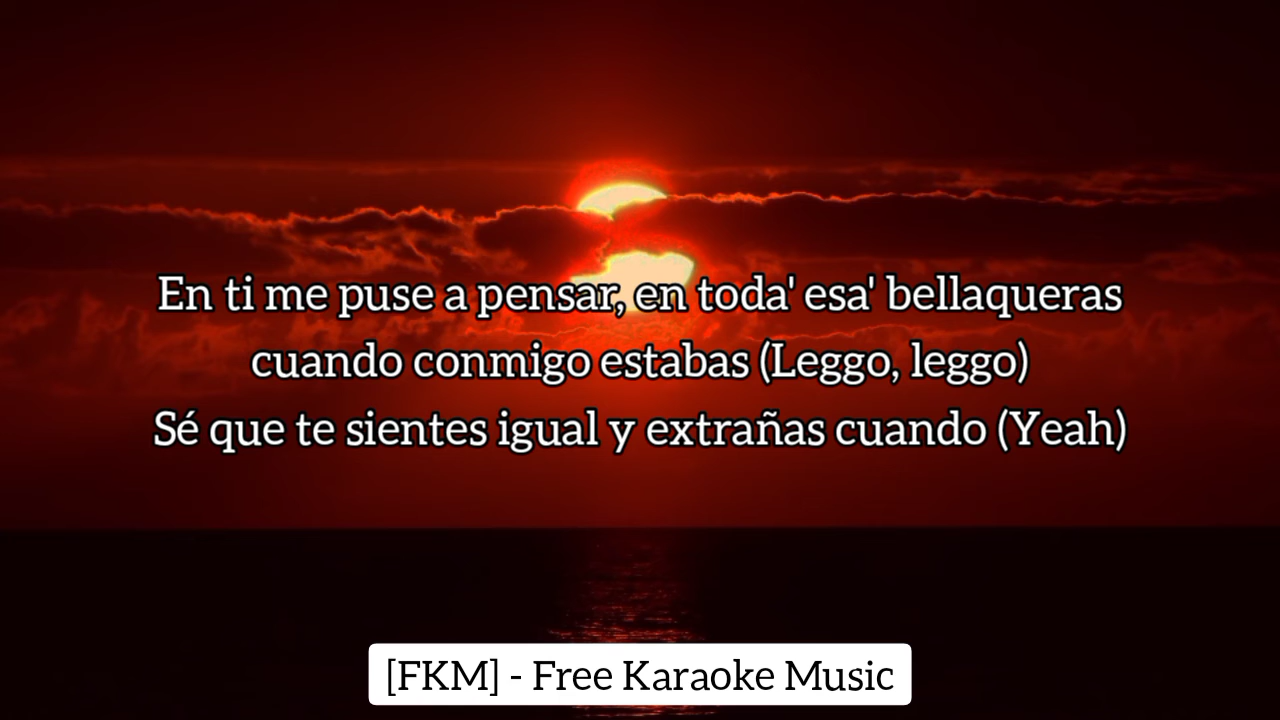 En ti me puse a pensar, en toda' esa' bellaqueras
cuando conmigo estabas (Leggo, leggo)
Sé que te sientes igual y extrañas cuando (Yeah)
[FKM] - Free Karaoke Music